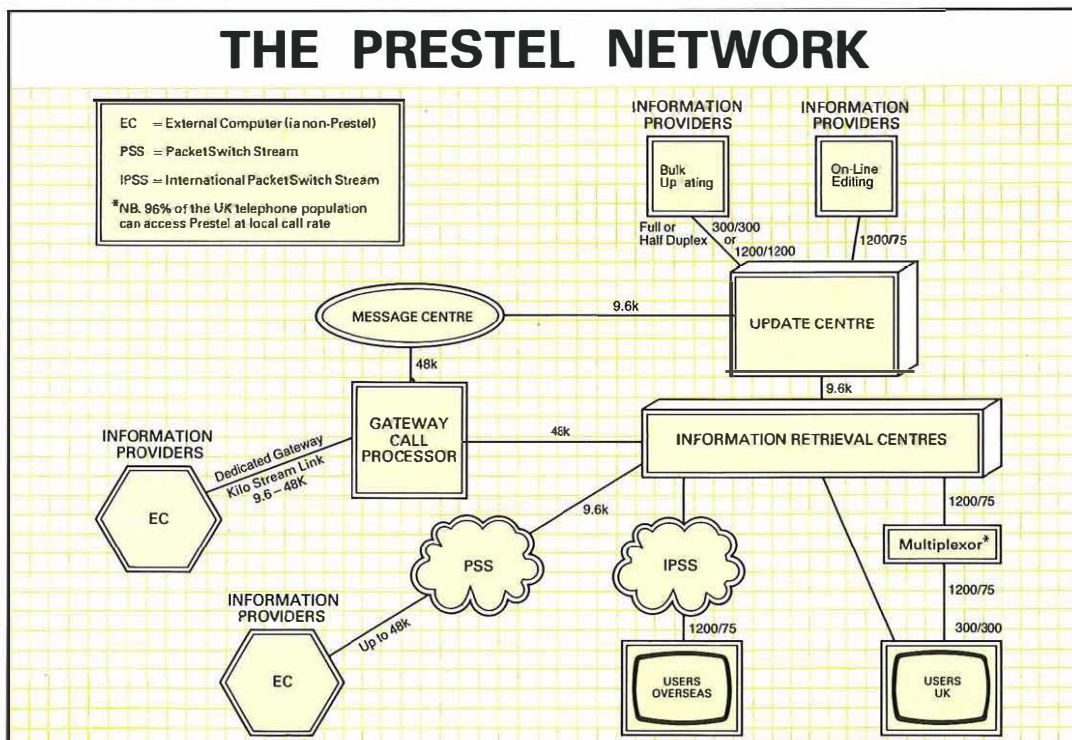 THE PRESTEL NETWORK
EC = External Computer (ia non-Prestel)
PSS = Packet Switch Stream
IPSS = International Packet Switch Stream
*NB. 96% of the UK telephone population
can access Prestel at local call rate
INFORMATION
PROVIDERS
Bulk
Up ating
INFORMATION
PROVIDERS
On-Line
Editing
Full or
Half Duplex
300/300
or
1200/1200
1200/75
MESSAGE CENTRE
9.6k
UPDATE CENTRE
48k
9.6k
GATEWAY
CALL
PROCESSOR
48k
INFORMATION RETRIEVAL CENTRES
INFORMATION
PROVIDERS
EC
Dedicated Gateway
Kilo Stream Link
9.6–48K
9.6k
PSS
IPSS
1200/75
Multiplexor*
1200/75
300/300
INFORMATION
PROVIDERS
EC
Up to 48k
1200/75
USERS
OVERSEAS
USERS
UK